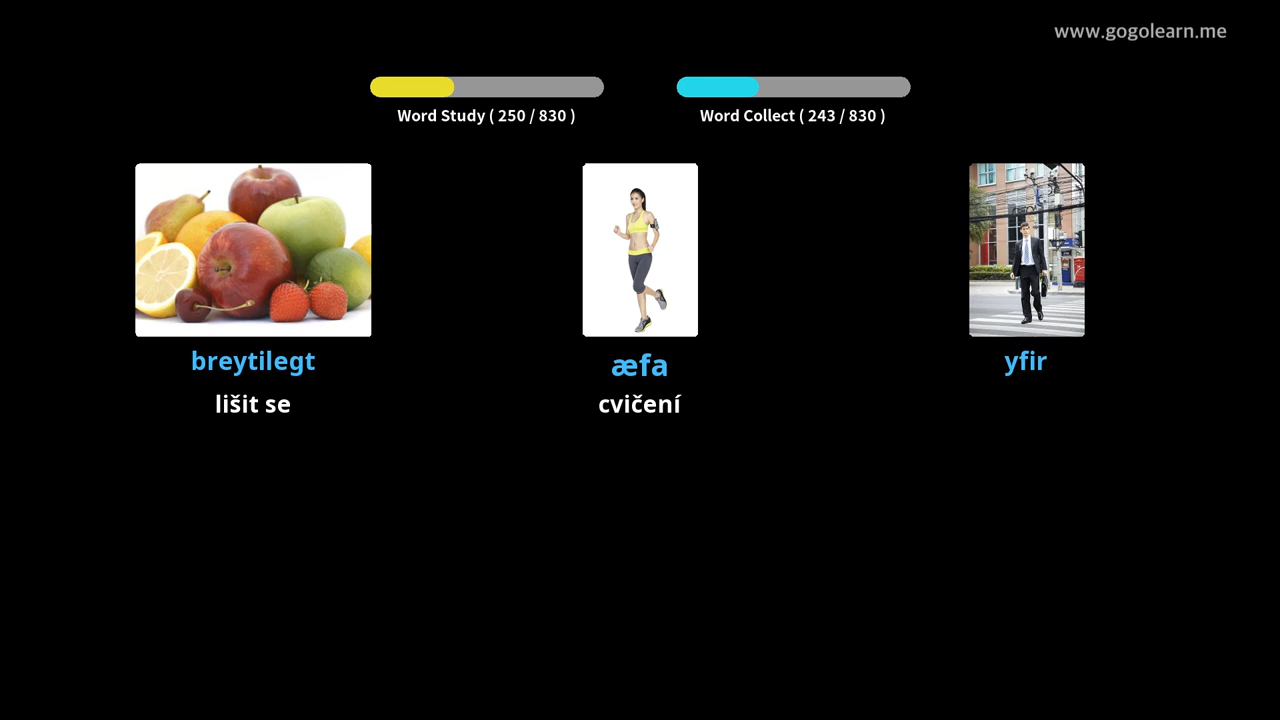 www.gogolearn.me
Word Study ( 250 / 830 )
Word Collect ( 243 / 830 )
breytilegt
æfa
yfir
lišit se
cvičení